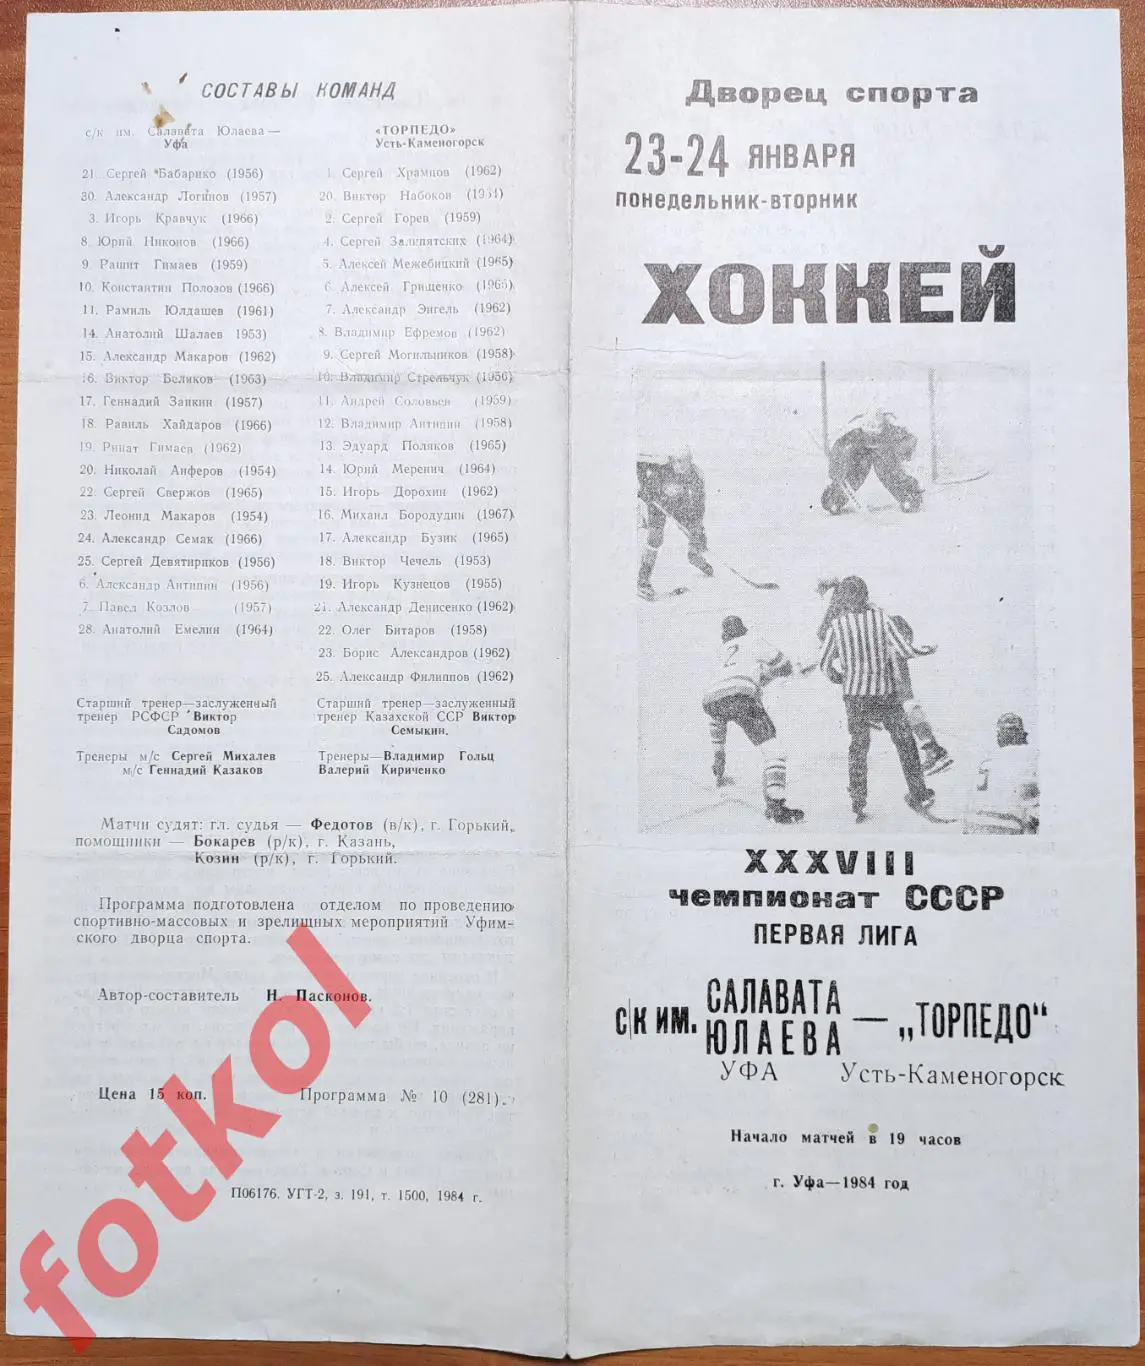 СОСТАВЫ КОМАНД
с/к им. Салавата Юлаева —
Уфа
21. Сергей Бабарико (1956)
30. Александр Логинов (1957)
3. Игорь Кравчук (1966)
8. Юрий Никонов (1966)
9. Рашит Гимаев (1959)
10. Константин Полозов (1966)
11. Рамиль Юлдашев (1961)
14. Анатолий Шалаев 1953)
15. Александр Макаров (1962)
16. Виктор Беликов (1963)
17. Геннадий Заикин (1957)
18. Равиль Хайдаров (1966)
19. Ринат Гимаев (1962)
20. Николай Анферов (1954)
22. Сергей Свержов (1965)
23. Леонид Макаров (1954)
24. Александр Семак (1966)
25. Сергей Девятириков (1956)
6. Александр Антипин (1956)
7. Павел Козлов (1957)
28. Анатолий Емелин (1964)
Старший тренер—заслуженный
тренер РСФСР Виктор
Садомов
Тренеры м/с Сергей Михалев
м/с Геннадий Казаков
«ТОРПЕДО»
Усть-Каменогорск
1. Сергей Храмцов (1962)
20. Виктор Набоков
2. Сергей Горев (1959)
4. Сергей Залипятских (1964)
5. Алексей Межебицкий (1965)
6. Алексей Грищенко (1965)
7. Александр Энгель (1962)
8. Владимир Ефремов (1962)
9. Сергей Могильников (1958)
10. Владимир Стрельчук (1956)
11. Андрей Соловьев (1959)
12. Владимир Антипин (1958)
13. Эдуард Поляков (1965)
14. Юрий Меренич (1964)
15. Игорь Дорохин (1962)
16. Михаил Бородудин (1967)
17. Александр Бузик (1965)
18. Виктор Чечель (1953)
19. Игорь Кузнецов (1955)
21. Александр Денисенко (1962)
22. Олег Битаров (1958)
23. Борис Александров (1962)
25. Александр Филиппов (1962)
Старший тренер—заслуженный
тренер Казахской ССР Виктор
Семыкин.
Тренеры—Владимир Гольц
Валерий Кириченко
Матчи судят: гл. судья — Федотов (в/к), г. Горький,
помощники — Бокарев (р/к), г. Казань,
Козин (р/к), г. Горький.
Программа подготовлена отделом по проведению
спортивно-массовых и зрелищных мероприятий Уфим-
ского дворца спорта.
Автор-составитель Н. Пасконов.
Цена 15 коп. Программа № 10 (281).
П06176. УГТ-2, з. 191, т. 1500, 1984 г.
Дворец спорта
23-24 ЯНВАРЯ
понедельник-вторник
ХОККЕЙ
2
XXXVIII
чемпионат СССР
ПЕРВАЯ ЛИГА
с/к им. САЛАВАТА ЮЛАЕВА — „ТОРПЕДО"
УФА Усть-Каменогорск
Начало матчей в 19 часов
г. Уфа—1984 год
fotkol